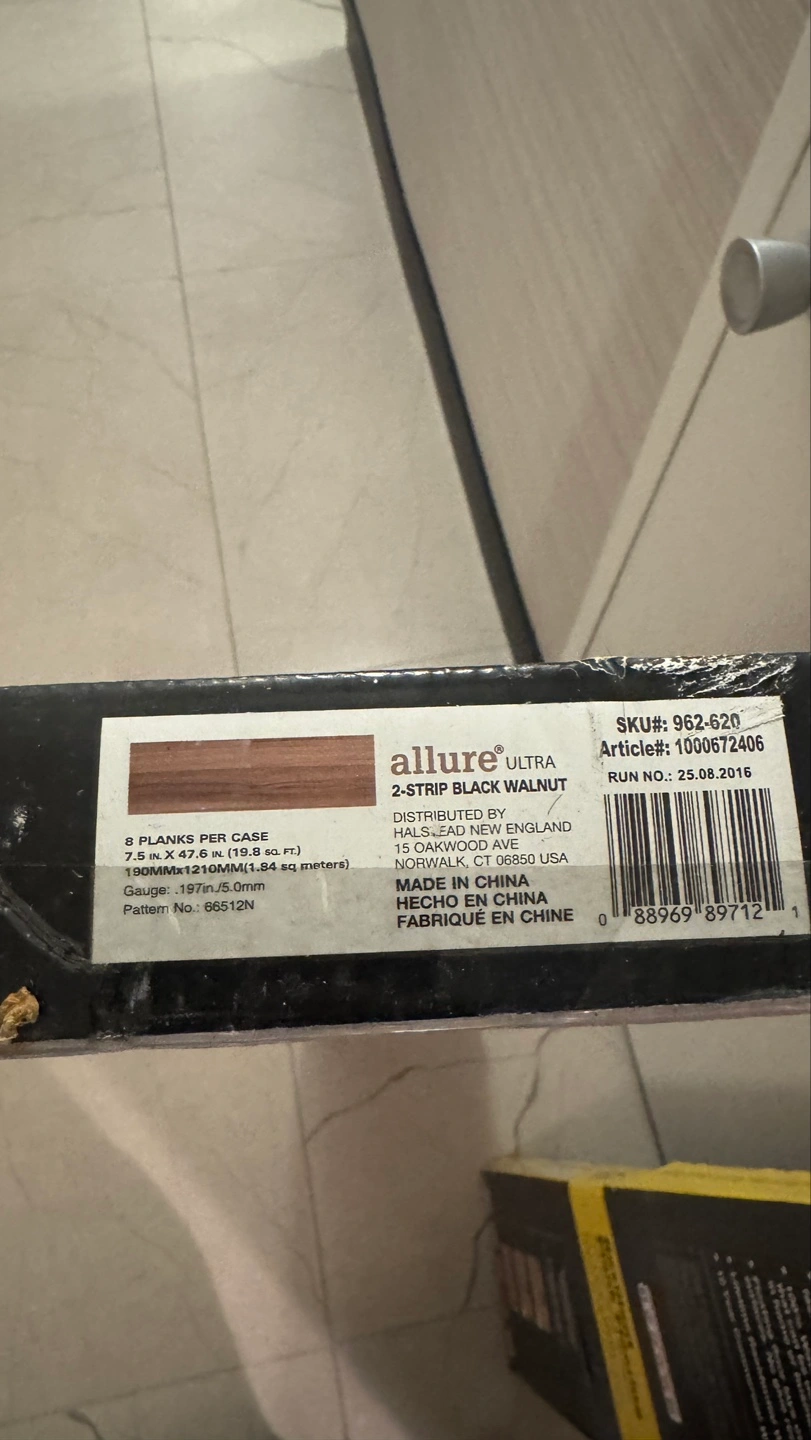 allure® ULTRA
2-STRIP BLACK WALNUT
8 PLANKS PER CASE
7.5 IN. X 47.6 IN. (19.8 SQ. FT.)
190MMx1210MM(1.84 sq meters)
Gauge: .197in./5.0mm
Pattern No.: 66512N
DISTRIBUTED BY
HALSTEAD NEW ENGLAND
15 OAKWOOD AVE
NORWALK, CT 06850 USA
MADE IN CHINA
HECHO EN CHINA
FABRIQUÉ EN CHINE
SKU#: 962-620
Article#: 1000672406
RUN NO.: 25.08.2016
0 88969 89712 1